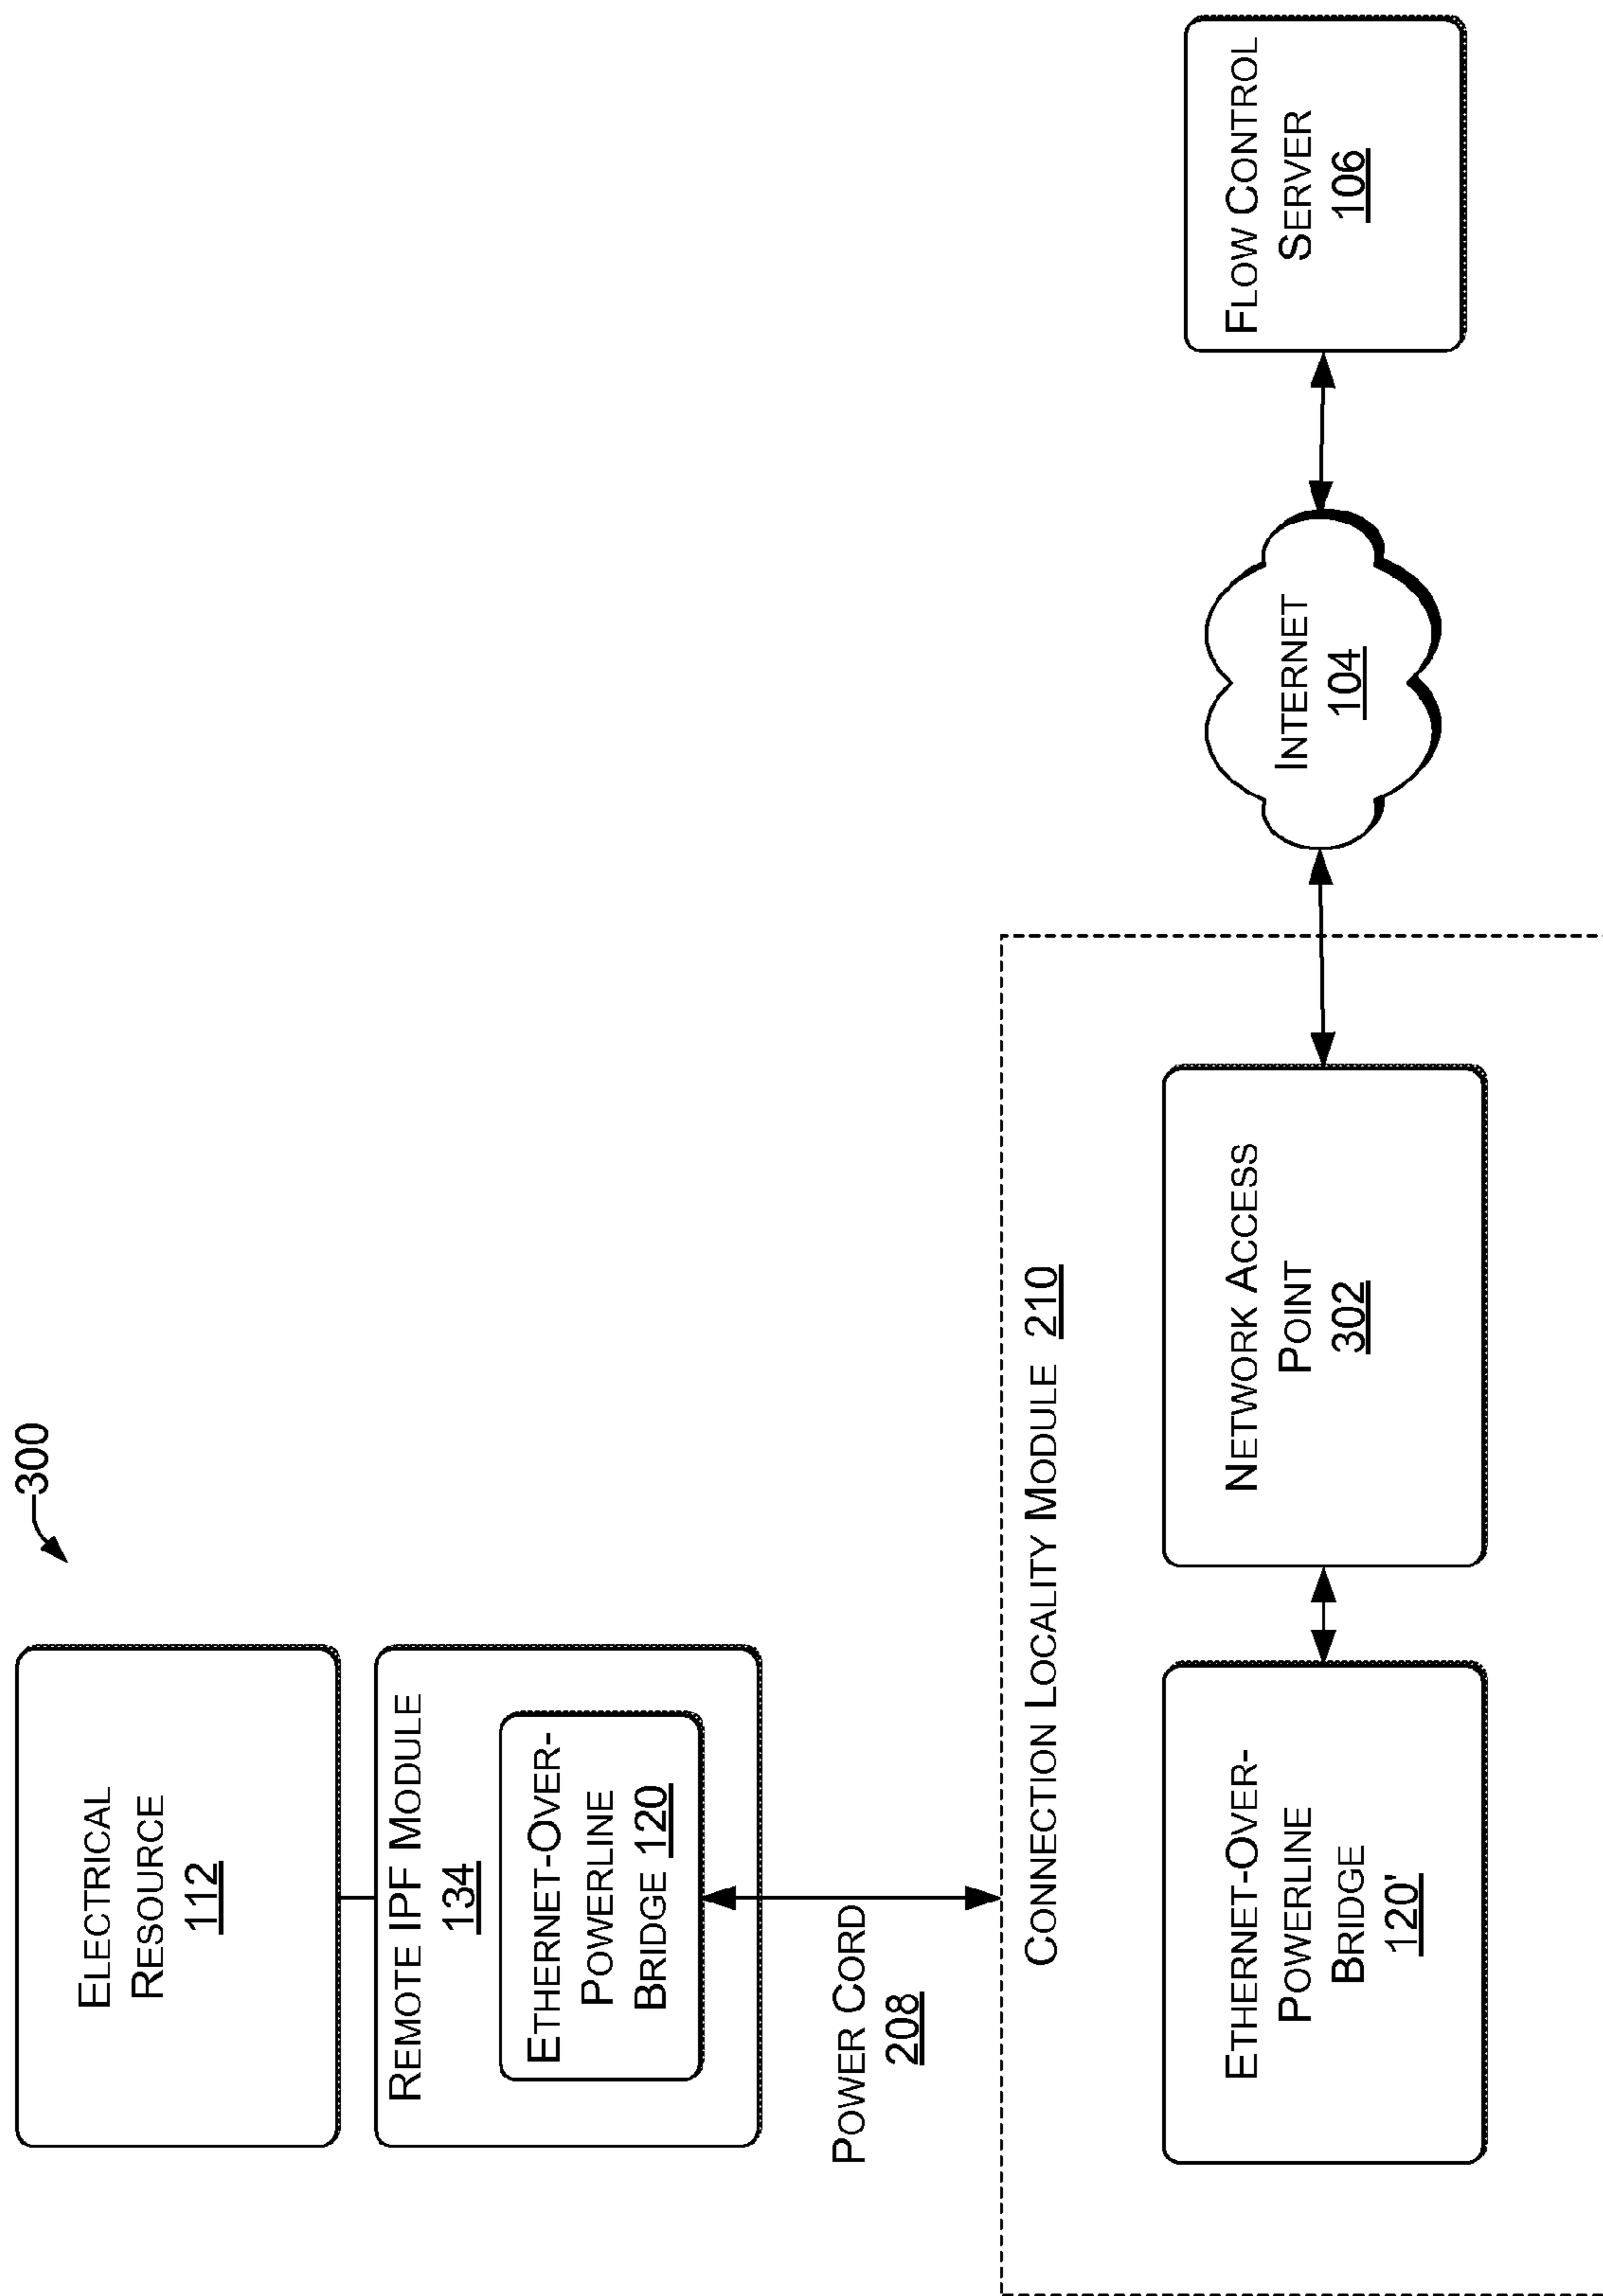 300
ELECTRICAL
RESOURCE
112
REMOTE IPF MODULE
134
ETHERNET-OVER-
POWERLINE
BRIDGE 120
POWER CORD
208
CONNECTION LOCALITY MODULE 210
ETHERNET-OVER-
POWERLINE
BRIDGE
120'
NETWORK ACCESS
POINT
302
INTERNET
104
FLOW CONTROL
SERVER
106